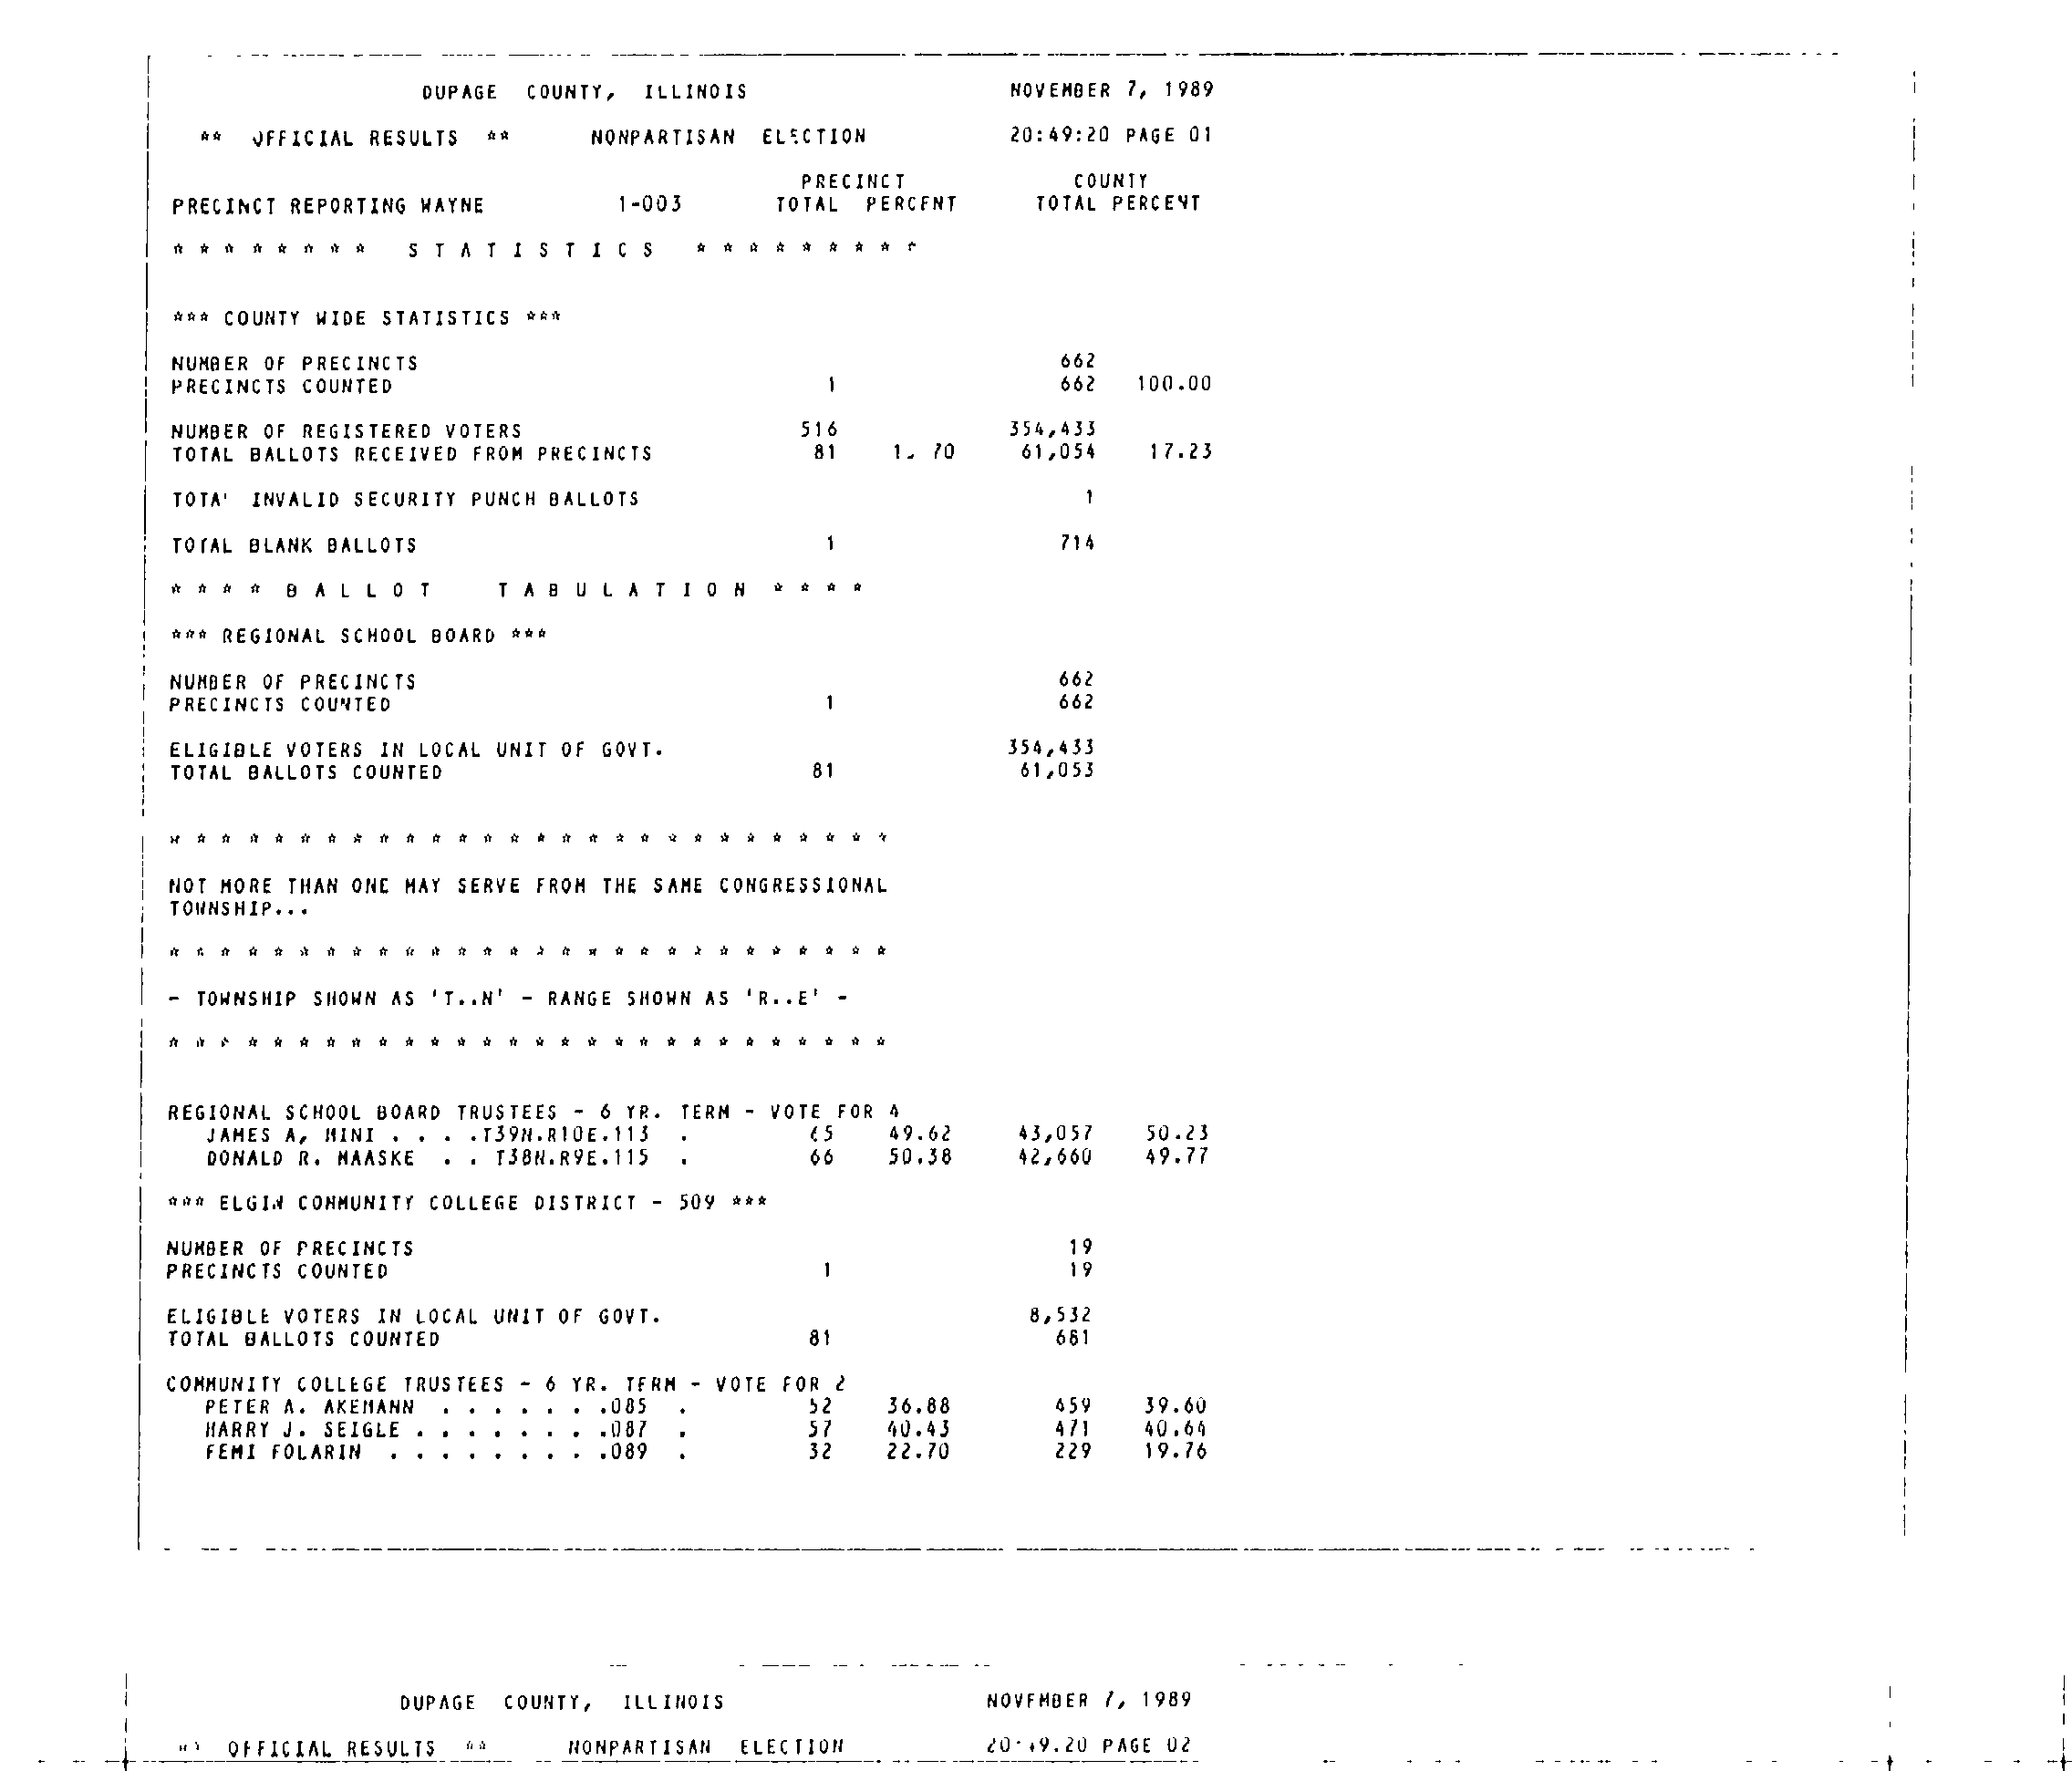 DUPAGE COUNTY, ILLINOIS NOVEMBER 7, 1989
** OFFICIAL RESULTS ** NONPARTISAN ELECTION 20:49:20 PAGE 01
PRECINCT COUNTY
PRECINCT REPORTING WAYNE 1-003 TOTAL PERCENT TOTAL PERCENT
* * * * * * * * S T A T I S T I C S * * * * * * * * *
*** COUNTY WIDE STATISTICS ***
NUMBER OF PRECINCTS 662
PRECINCTS COUNTED 1 662 100.00
NUMBER OF REGISTERED VOTERS 516 354,433
TOTAL BALLOTS RECEIVED FROM PRECINCTS 81 61,054 17.23
TOTAL INVALID SECURITY PUNCH BALLOTS 1
TOTAL BLANK BALLOTS 1 714
* * * * B A L L O T T A B U L A T I O N * * * *
*** REGIONAL SCHOOL BOARD ***
NUMBER OF PRECINCTS 662
PRECINCTS COUNTED 1 662
ELIGIBLE VOTERS IN LOCAL UNIT OF GOVT. 354,433
TOTAL BALLOTS COUNTED 81 61,053
* * * * * * * * * * * * * * * * * * * * * * * * * * * *
NOT MORE THAN ONE MAY SERVE FROM THE SAME CONGRESSIONAL
TOWNSHIP...
* * * * * * * * * * * * * * * * * * * * * * * * * * * *
- TOWNSHIP SHOWN AS 'T..N' - RANGE SHOWN AS 'R..E' -
* * * * * * * * * * * * * * * * * * * * * * * * * * * *
REGIONAL SCHOOL BOARD TRUSTEES - 6 YR. TERM - VOTE FOR 4
JAMES A, MINI . . . .T39N.R10E.113 . 65 49.62 43,057 50.23
DONALD R. MAASKE . . T38N.R9E.115 . 66 50.38 42,660 49.77
*** ELGIN COMMUNITY COLLEGE DISTRICT - 509 ***
NUMBER OF PRECINCTS 19
PRECINCTS COUNTED 1 19
ELIGIBLE VOTERS IN LOCAL UNIT OF GOVT. 8,532
TOTAL BALLOTS COUNTED 81 681
COMMUNITY COLLEGE TRUSTEES - 6 YR. TERM - VOTE FOR 2
PETER A. AKEMANN . . . . . . .085 . 52 36.88 459 39.60
HARRY J. SEIGLE . . . . . . . .087 . 57 40.43 471 40.64
FEMI FOLARIN . . . . . . . . .089 . 32 22.70 229 19.76
DUPAGE COUNTY, ILLINOIS NOVEMBER 7, 1989
** OFFICIAL RESULTS ** NONPARTISAN ELECTION 20:49.20 PAGE 02